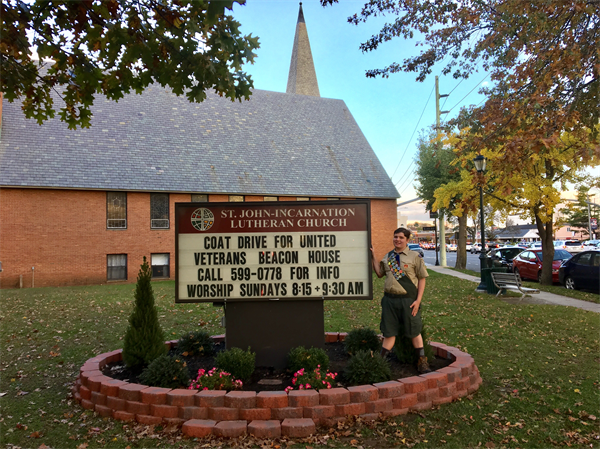 ST. JOHN-INCARNATION
LUTHERAN CHURCH
COAT DRIVE FOR UNITED
VETERANS BEACON HOUSE
CALL 599-0778 FOR INFO
WORSHIP SUNDAYS 8:15 + 9:30 AM